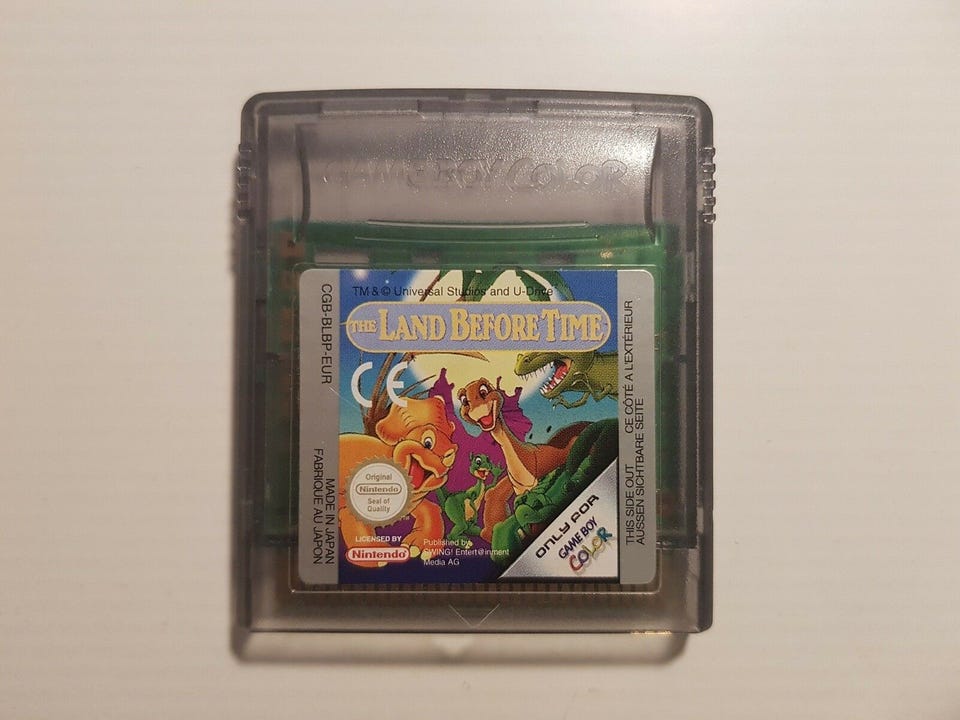 GAME BOY COLOR
TM & © Universal Studios and U-Drive
THE LAND BEFORE TIME
CE
CGB-BLBP-EUR
MADE IN JAPAN
FABRIQUE AU JAPON
Original
Nintendo
Seal of
Quality
LICENSED BY
Nintendo
Published by
SWING! Entert@inment
Media AG
ONLY FOR
GAME BOY
COLOR
THIS SIDE OUT CE CÔTÉ A L'EXTÉRIEUR
AUSSEN SICHTBARE SEITE